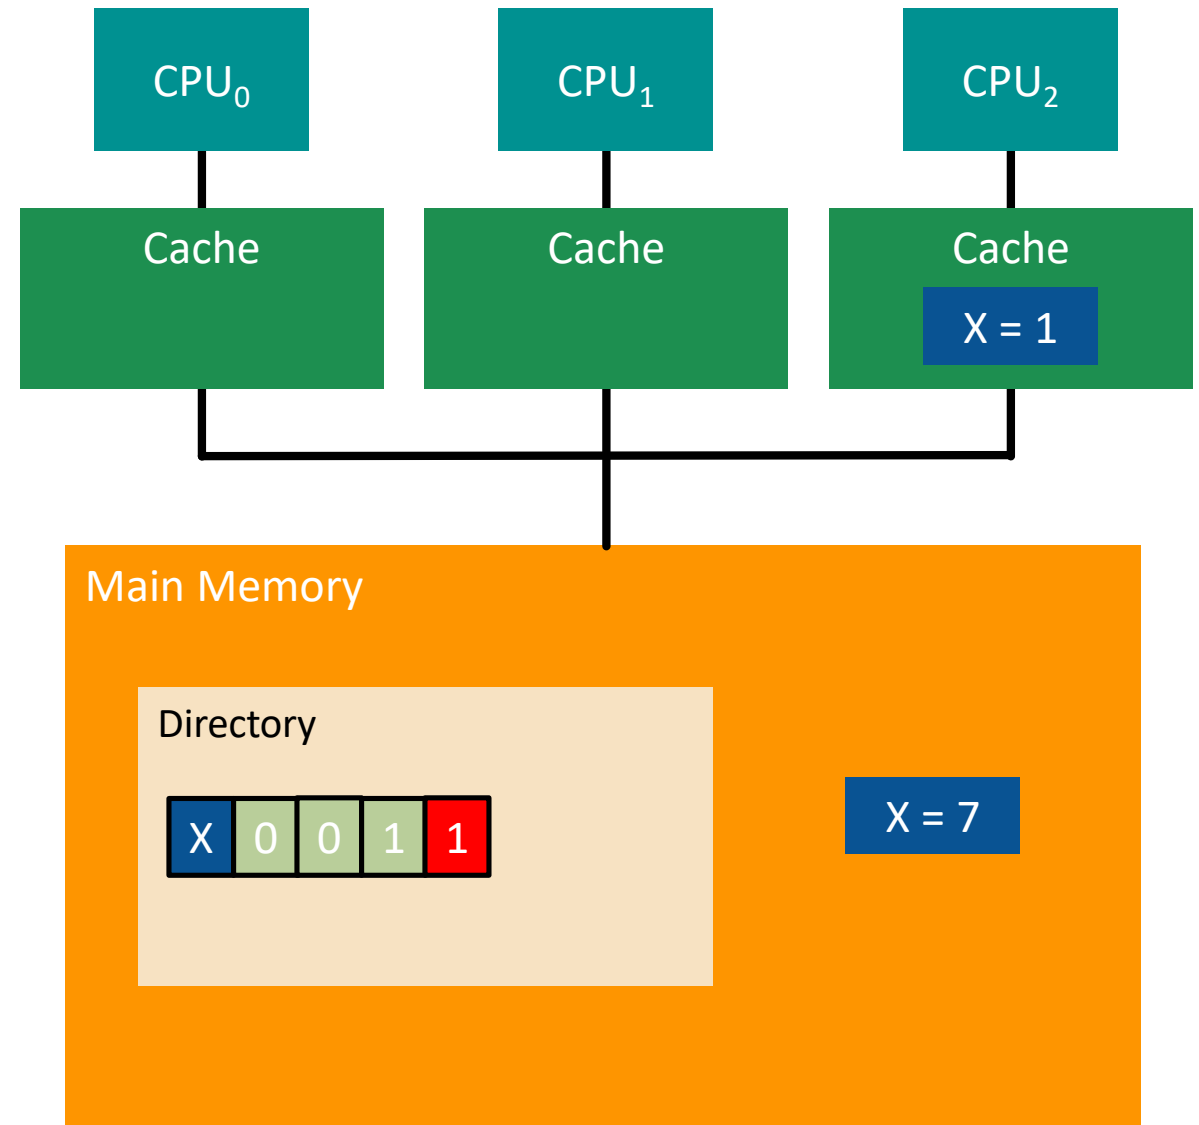 CPU₀
CPU₁
CPU₂
Cache
Cache
Cache
X = 1
Main Memory
Directory
X 0 0 1 1
X = 7